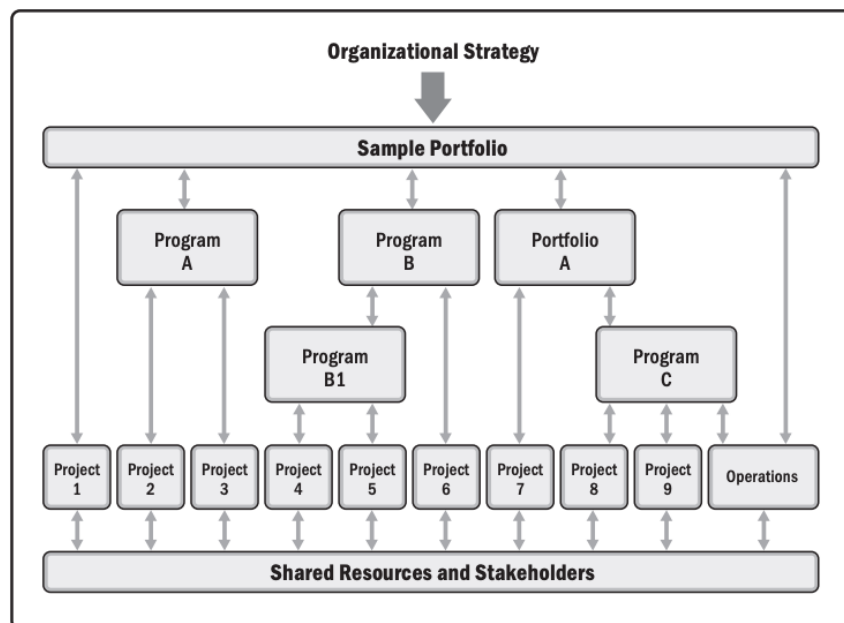 Organizational Strategy
Sample Portfolio
Program
A
Program
B
Portfolio
A
Program
B1
Program
C
Project
1
Project
2
Project
3
Project
4
Project
5
Project
6
Project
7
Project
8
Project
9
Operations
Shared Resources and Stakeholders